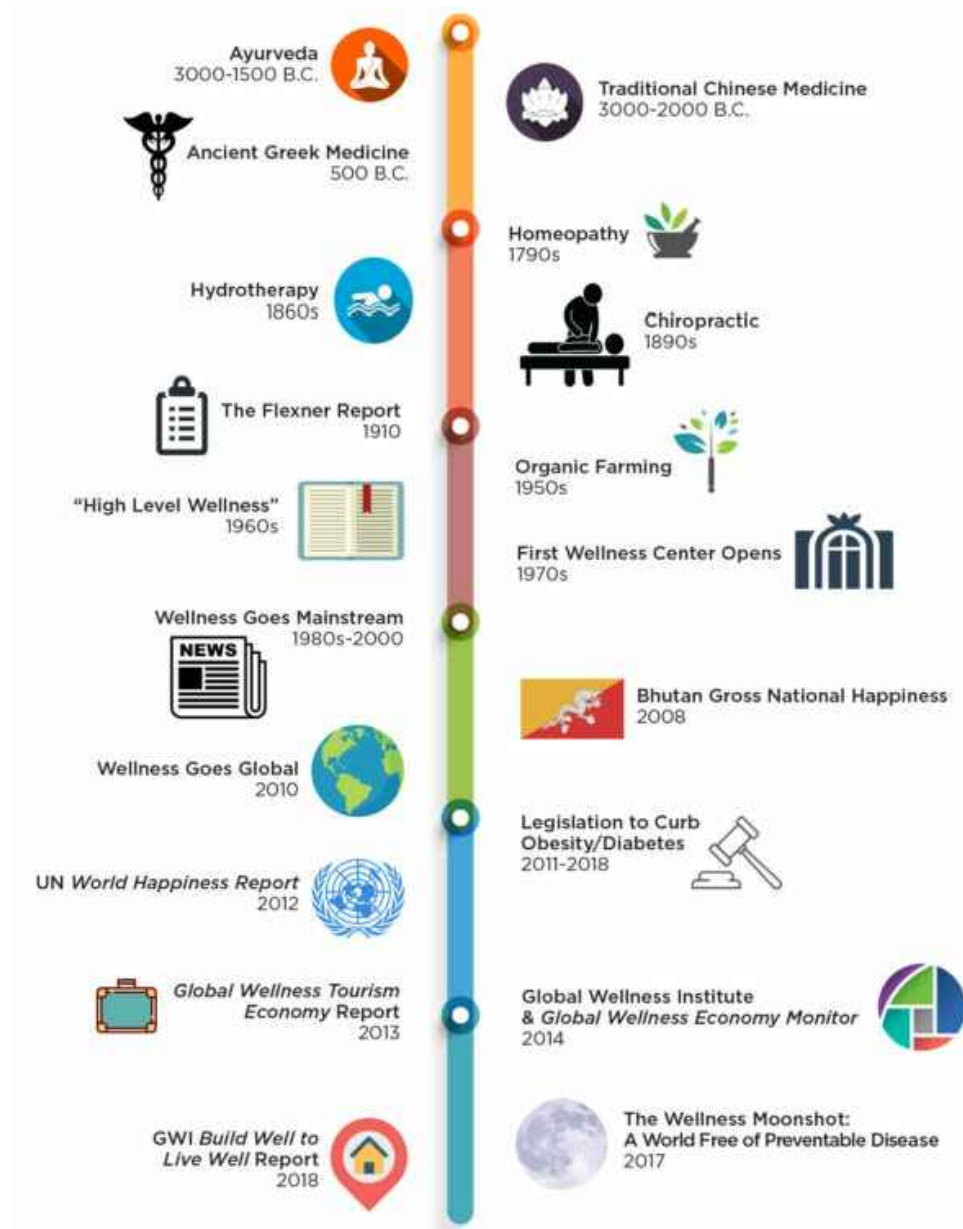 Ayurveda
3000-1500 B.C.
Traditional Chinese Medicine
3000-2000 B.C.
Ancient Greek Medicine
500 B.C.
Homeopathy
1790s
Hydrotherapy
1860s
Chiropractic
1890s
The Flexner Report
1910
Organic Farming
1950s
“High Level Wellness”
1960s
First Wellness Center Opens
1970s
Wellness Goes Mainstream
1980s-2000
NEWS
Bhutan Gross National Happiness
2008
Wellness Goes Global
2010
Legislation to Curb
Obesity/Diabetes
2011-2018
UN World Happiness Report
2012
Global Wellness Tourism
Economy Report
2013
Global Wellness Institute
& Global Wellness Economy Monitor
2014
The Wellness Moonshot:
A World Free of Preventable Disease
2017
GWI Build Well to
Live Well Report
2018